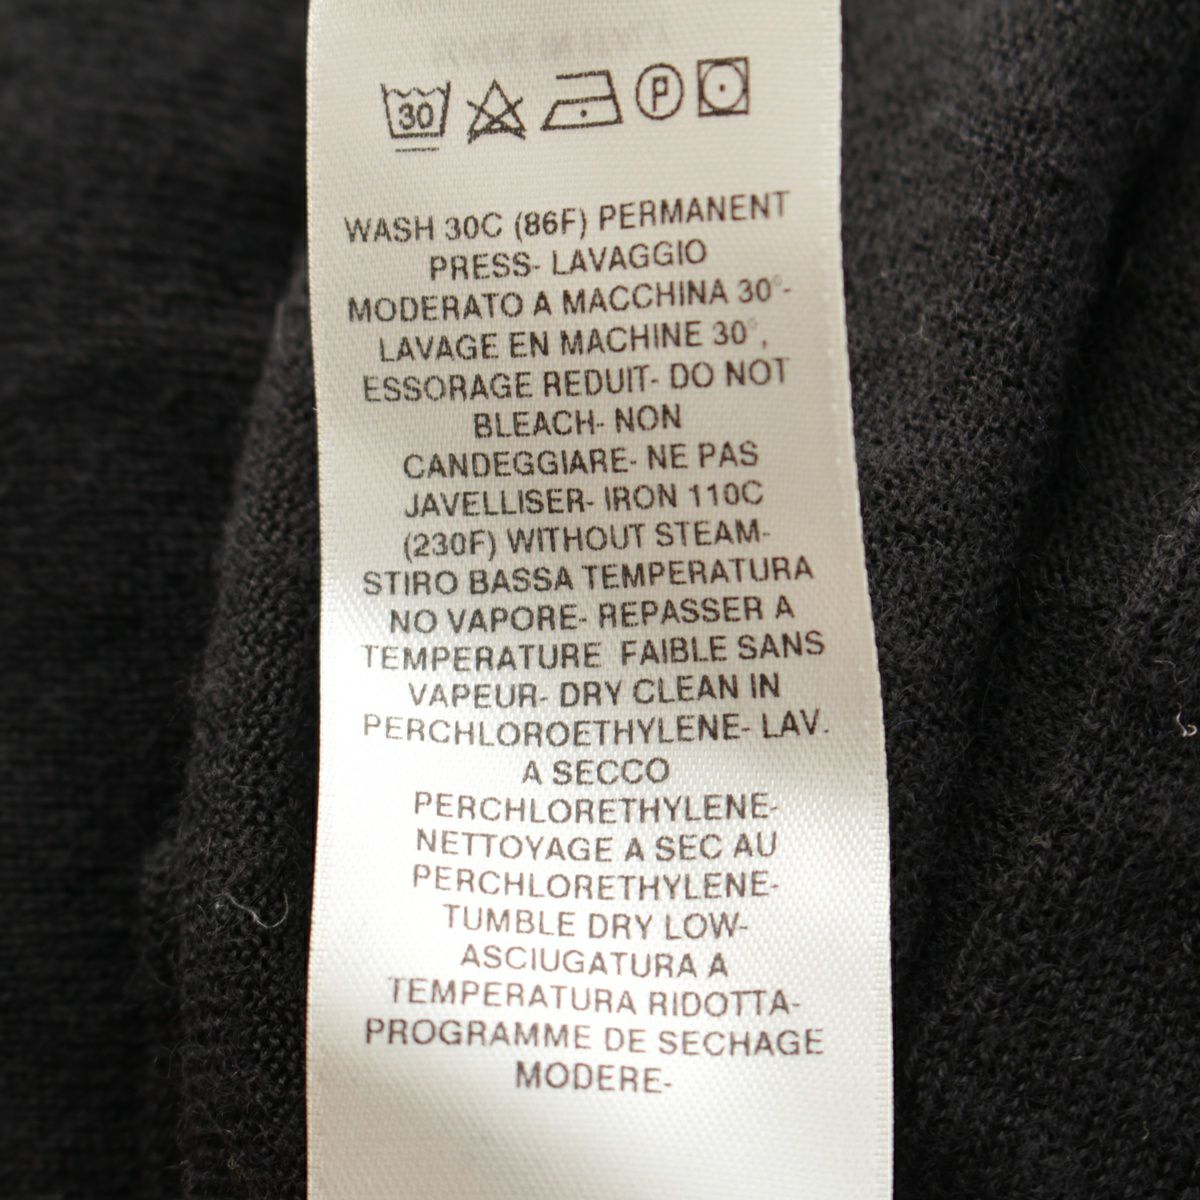 30
P
WASH 30C (86F) PERMANENT
PRESS- LAVAGGIO
MODERATO A MACCHINA 30°-
LAVAGE EN MACHINE 30°,
ESSORAGE REDUIT- DO NOT
BLEACH- NON
CANDEGGIARE- NE PAS
JAVELLISER- IRON 110C
(230F) WITHOUT STEAM-
STIRO BASSA TEMPERATURA
NO VAPORE- REPASSER A
TEMPERATURE FAIBLE SANS
VAPEUR- DRY CLEAN IN
PERCHLOROETHYLENE- LAV.
A SECCO
PERCHLORETHYLENE-
NETTOYAGE A SEC AU
PERCHLORETHYLENE-
TUMBLE DRY LOW-
ASCIUGATURA A
TEMPERATURA RIDOTTA-
PROGRAMME DE SECHAGE
MODERE-